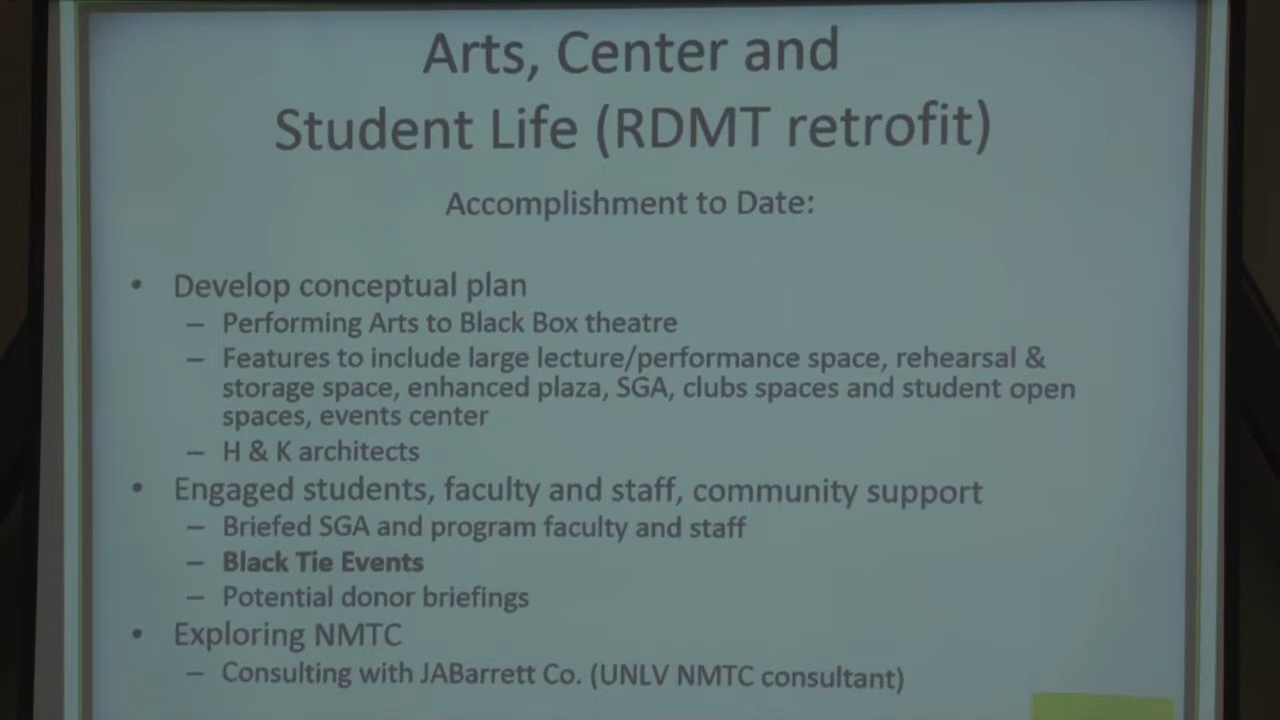 Arts, Center and
Student Life (RDMT retrofit)
Accomplishment to Date:
• Develop conceptual plan
– Performing Arts to Black Box theatre
– Features to include large lecture/performance space, rehearsal &
storage space, enhanced plaza, SGA, clubs spaces and student open
spaces, events center
– H & K architects
• Engaged students, faculty and staff, community support
– Briefed SGA and program faculty and staff
– Black Tie Events
– Potential donor briefings
• Exploring NMTC
– Consulting with JABarrett Co. (UNLV NMTC consultant)